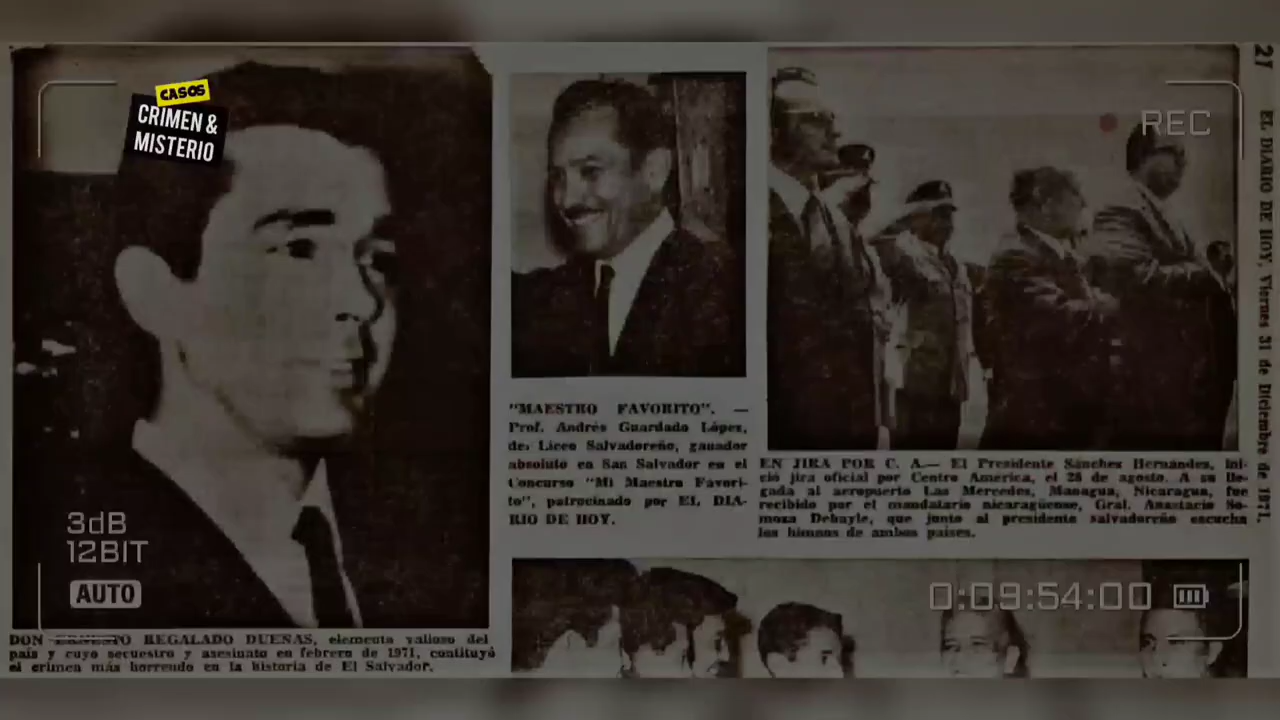 CASOS
CRIMEN &
MISTERIO
REC
3dB
12BIT
AUTO
0:09:54:00
DON ERNESTO REGALADO DUEÑAS, elemento valioso del
país y cuyo secuestro y asesinato en febrero de 1971, contituyó
el crimen más horrendo en la historia de El Salvador.
"MAESTRO FAVORITO". —
Prof. Andrés Guardado López,
de: Liceo Salvadoreño, ganador
absoluto en San Salvador en el
Concurso "Mi Maestro Favori-
to", patrocinado por EL DIA-
RIO DE HOY.
EN JIRA POR C. A.— El Presidente Sánchez Hernández, ini-
ció jira oficial por Centro América, el 28 de agosto. A su lle-
gada al aeropuerto Las Mercedes, Managua, Nicaragua, fue
recibido por el mandatario nicaragüense, Gral. Anastacio So-
moza Debayle, que junto al presidente salvadoreño escucha
los himnos de ambos países.
27
EL DIARIO DE HOY, Viernes 31 de Diciembre de 1971.